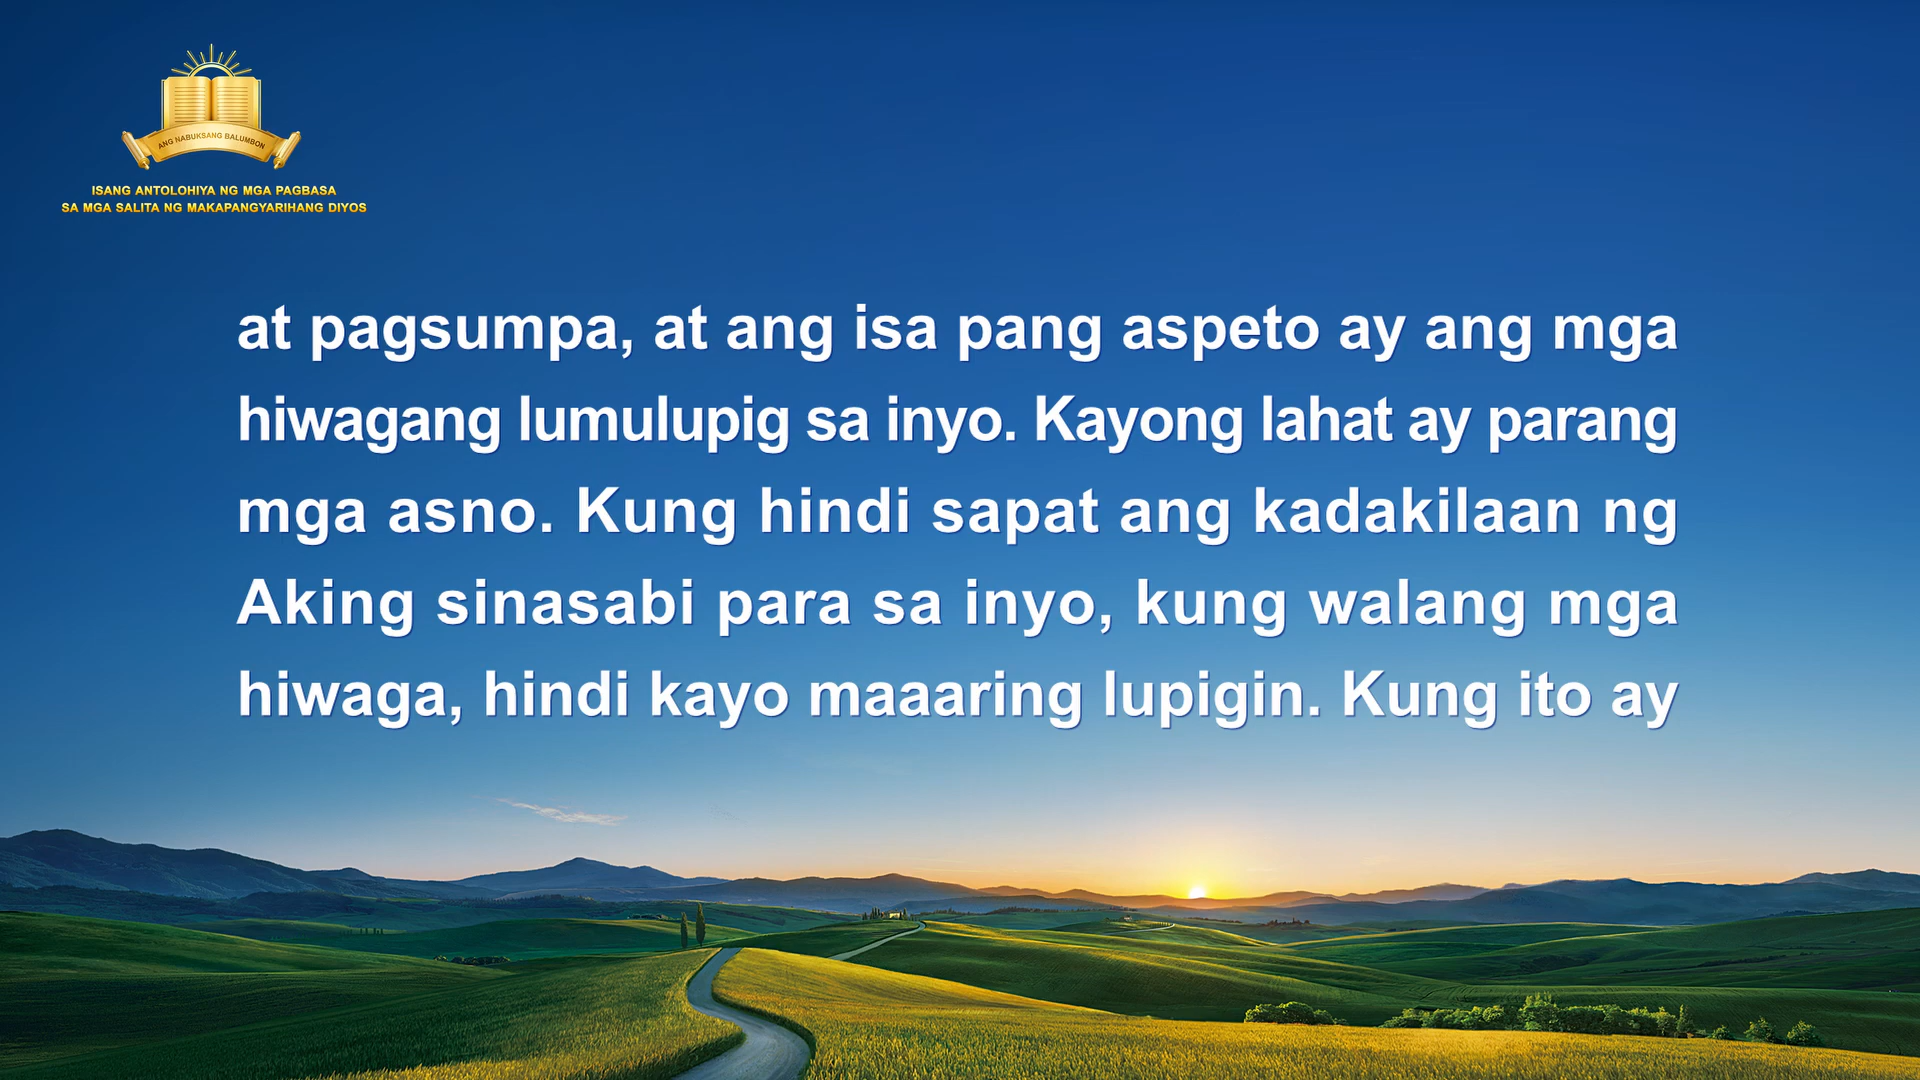 ANG NABUKSANG BALUMBON
ISANG ANTOLOHIYA NG MGA PAGBASA
SA MGA SALITA NG MAKAPANGYARIHANG DIYOS
at pagsumpa, at ang isa pang aspeto ay ang mga
hiwagang lumulupig sa inyo. Kayong lahat ay parang
mga asno. Kung hindi sapat ang kadakilaan ng
Aking sinasabi para sa inyo, kung walang mga
hiwaga, hindi kayo maaaring lupigin. Kung ito ay